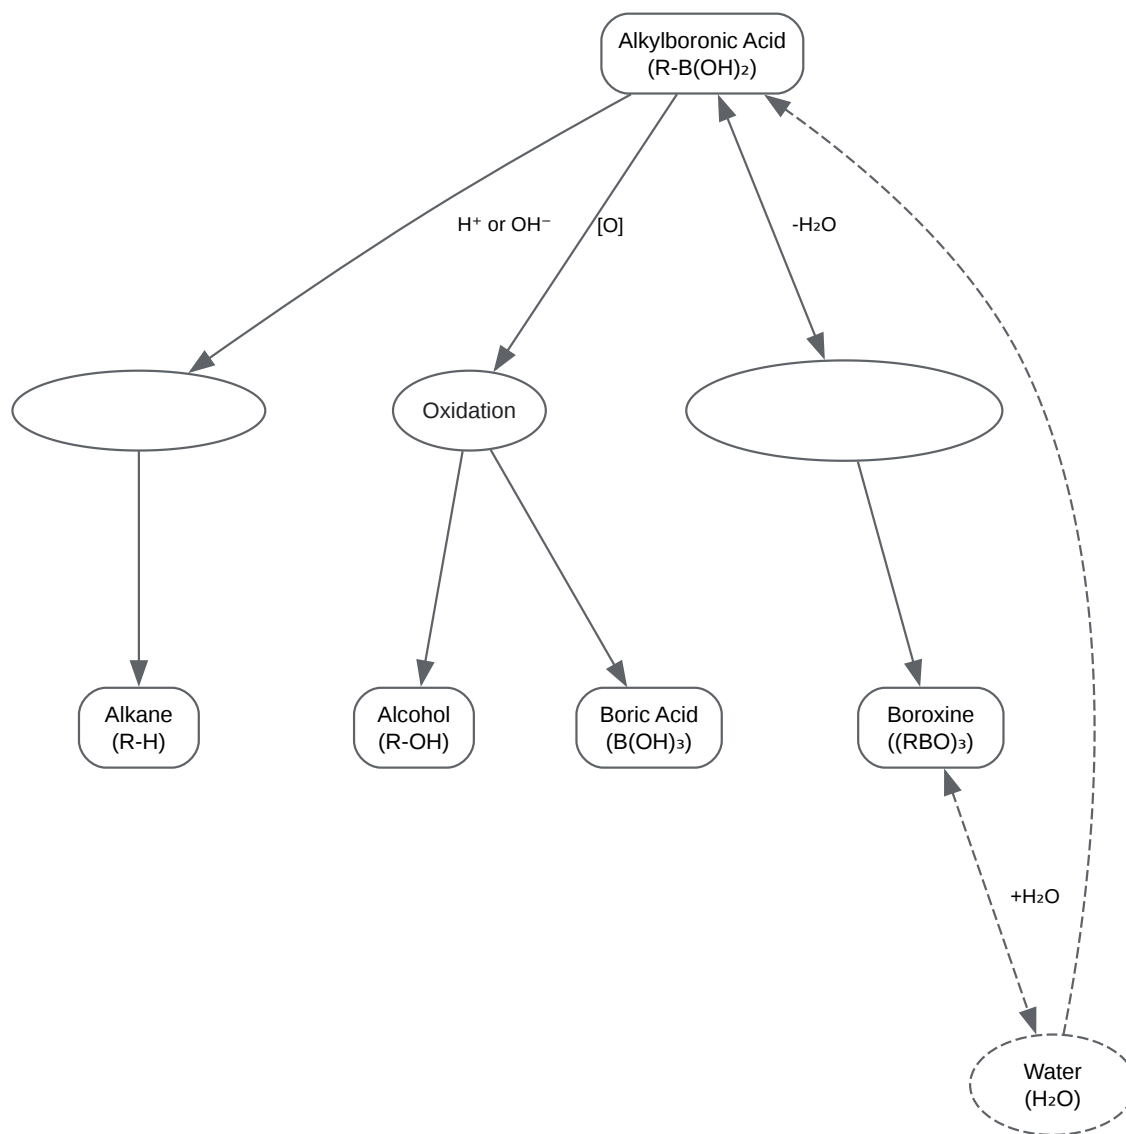 Alkylboronic Acid
(R-B(OH)₂)
H⁺ or OH⁻
[O]
-H₂O
Oxidation
Alkane
(R-H)
Alcohol
(R-OH)
Boric Acid
(B(OH)₃)
Boroxine
((RBO)₃)
+H₂O
Water
(H₂O)